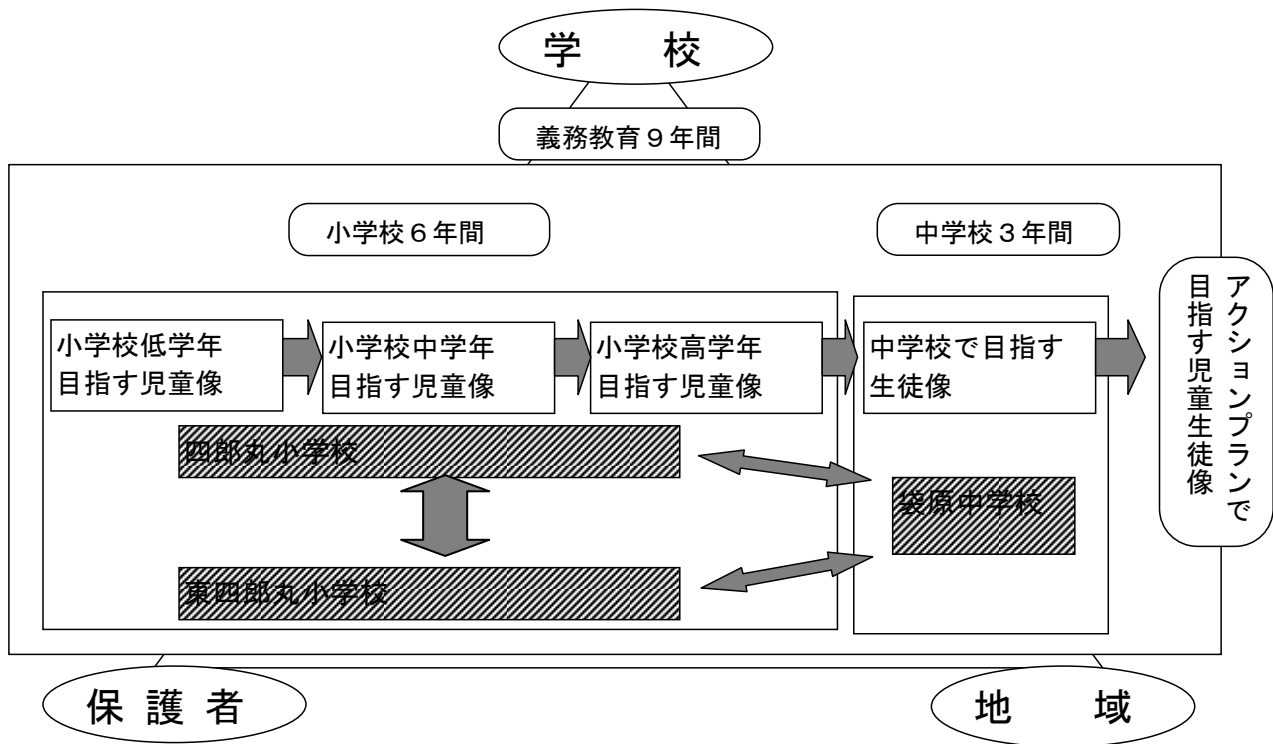 学　　校
義務教育９年間
小学校６年間
中学校３年間
小学校低学年
目指す児童像
小学校中学年
目指す児童像
小学校高学年
目指す児童像
中学校で目指す
生徒像
アクションプランで
目指す児童生徒像
四郎丸小学校
袋原中学校
東四郎丸小学校
保 護 者
地　　域